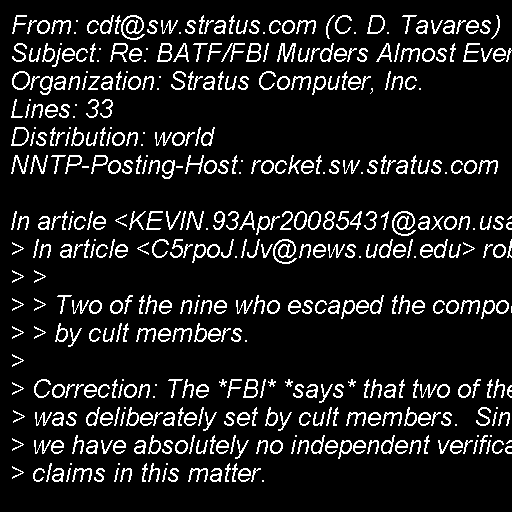 From: cdt@sw.stratus.com (C. D. Tavares)
Subject: Re: BATF/FBI Murders Almost Ever
Organization: Stratus Computer, Inc.
Lines: 33
Distribution: world
NNTP-Posting-Host: rocket.sw.stratus.com

In article <KEVIN.93Apr20085431@axon.usa
> In article <C5rpoJ.IJv@news.udel.edu> rob
> >
> > Two of the nine who escaped the compou
> > by cult members.
>
> Correction: The *FBI* *says* that two of the
> was deliberately set by cult members.  Sin
> we have absolutely no independent verifica
> claims in this matter.